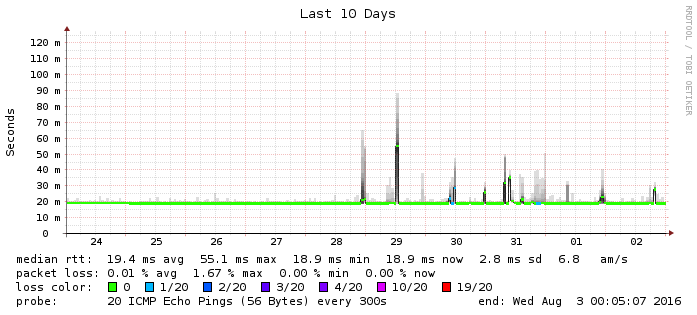 Last 10 Days
RRDTOOL / TOBI OETIKER
Seconds
120 m
110 m
100 m
90 m
80 m
70 m
60 m
50 m
40 m
30 m
20 m
10 m
0
24 25 26 27 28 29 30 31 01 02
median rtt: 19.4 ms avg 55.1 ms max 18.9 ms min 18.9 ms now 2.8 ms sd 6.8 am/s
packet loss: 0.01 % avg 1.67 % max 0.00 % min 0.00 % now
loss color: 0 1/20 2/20 3/20 4/20 10/20 19/20
probe: 20 ICMP Echo Pings (56 Bytes) every 300s end: Wed Aug 3 00:05:07 2016